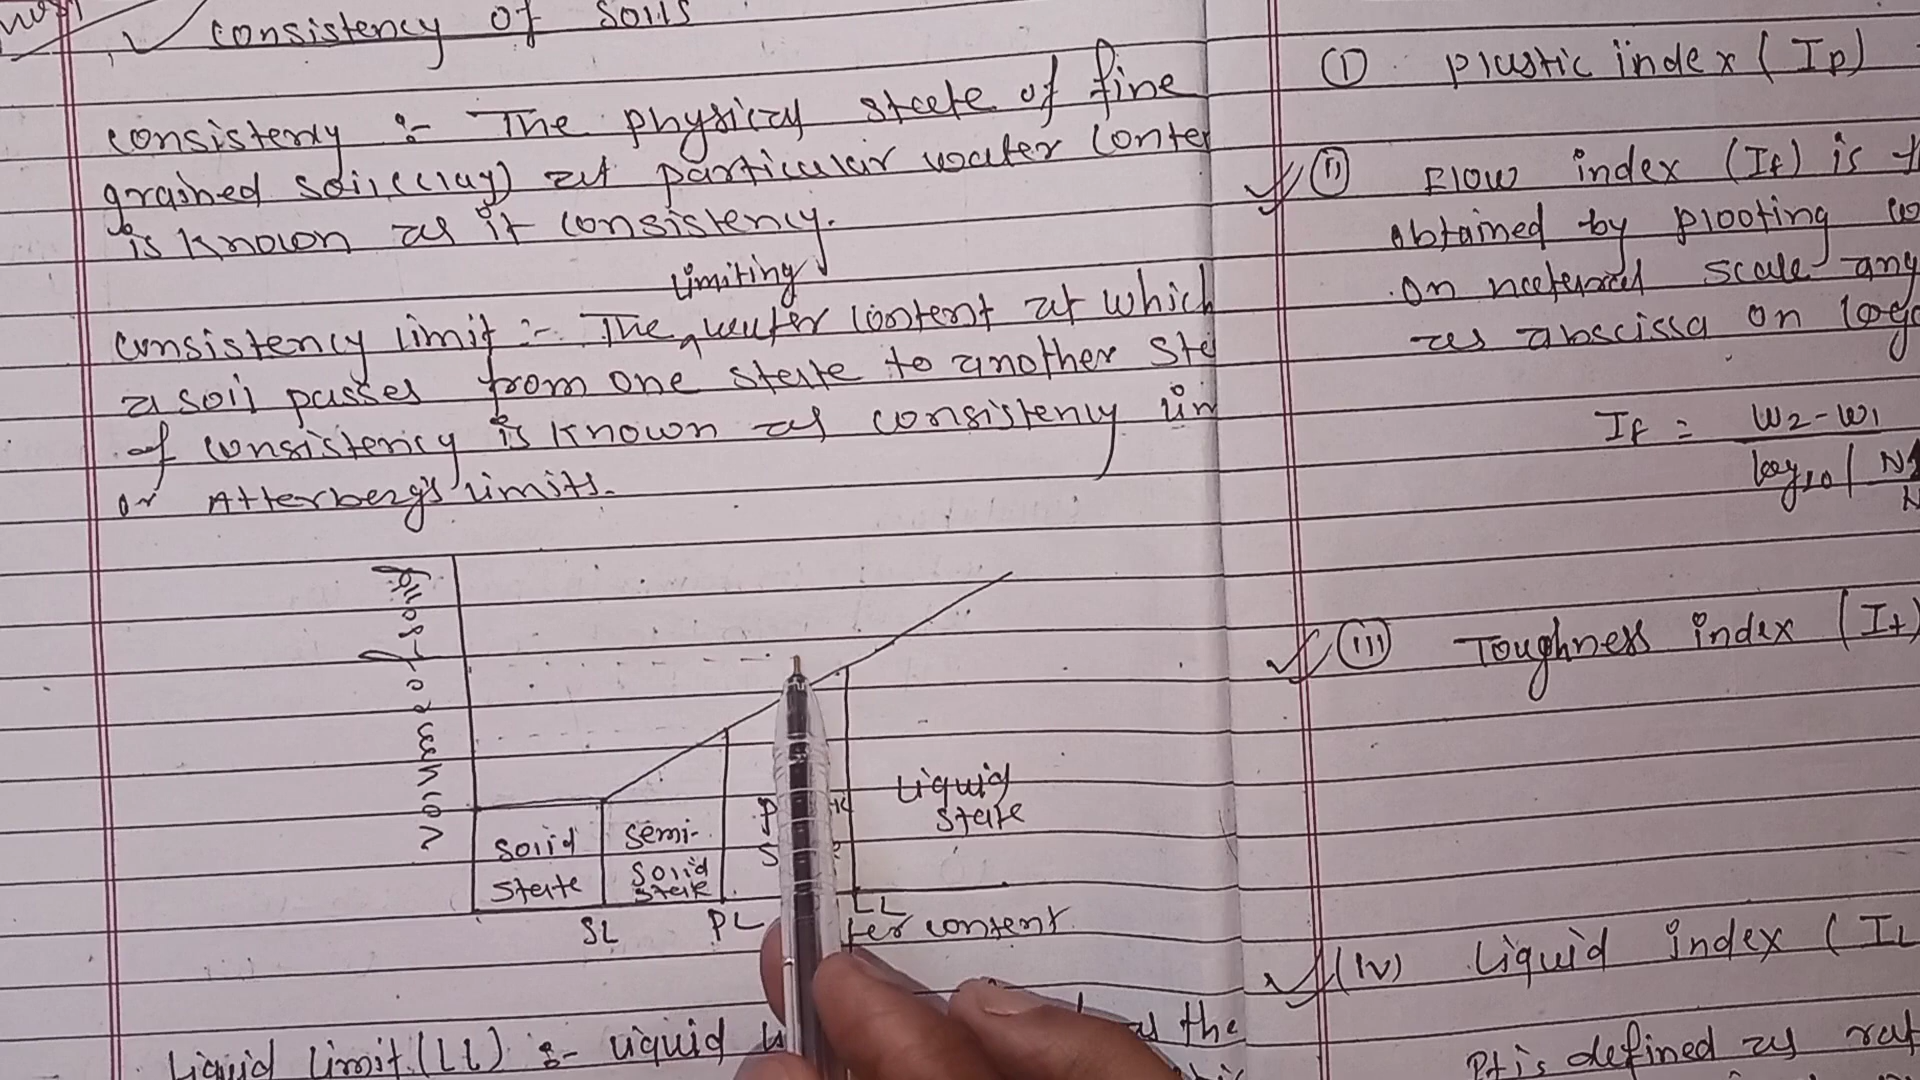 consistency of soils
consistency :- The physical state of fine
grained soil (clay) at particular water conte
is known as it consistency.
limiting
consistency limit :- The water content at which
a soil passes from one state to another sta
of consistency is known as consistency lim
or Atterberg's limits.
volume of soil
Solid
state
Semi-
solid
state
Liquid
state
SL
PL
LL
ter content
Liquid limit (LL) :- liquid
as the
(i) Plastic index (Ip)
(ii) Flow index (If) is
obtained by plooting
on natural scale any
as abscissa on log
If = w2-w1
log10 ( N
(iii) Toughness index (It)
(iv) Liquid index (IL
It is defined as rat